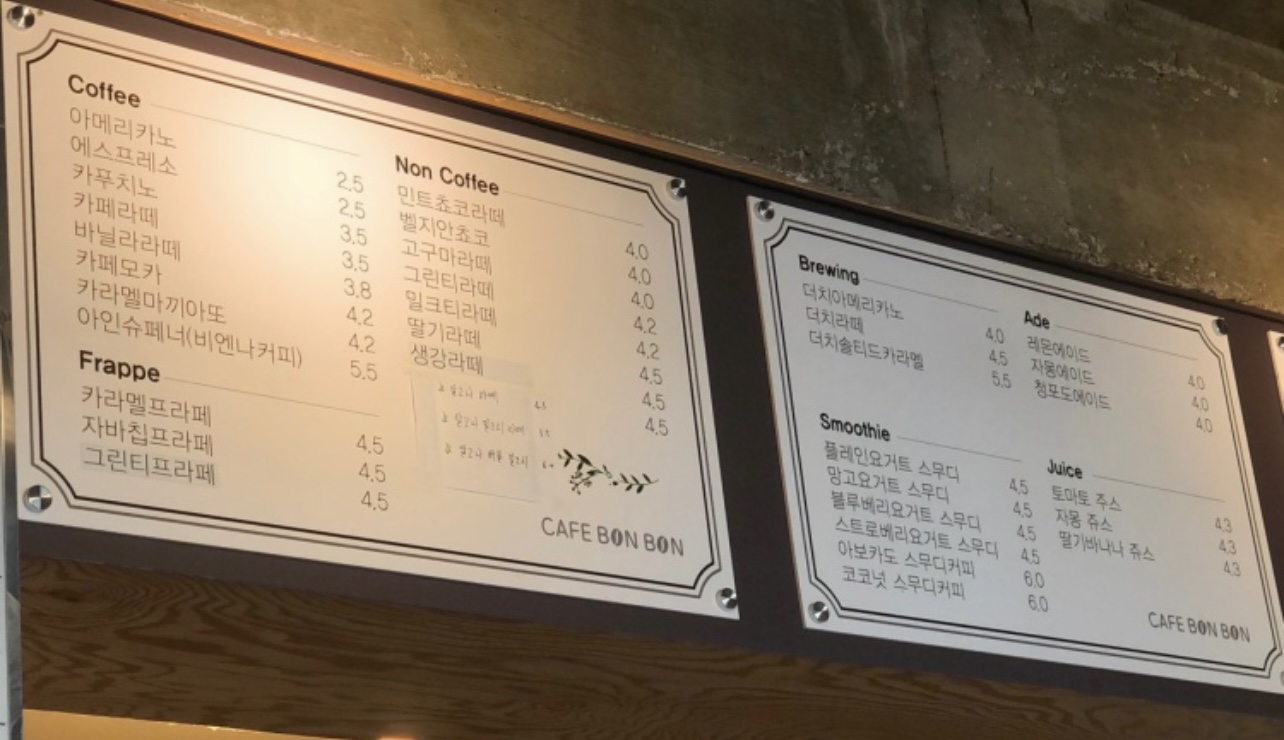 Coffee
아메리카노 2.5
에스프레소 2.5
카푸치노 3.5
카페라떼 3.5
바닐라라떼 3.8
카페모카 4.2
카라멜마끼아또 4.2
아인슈페너(비엔나커피) 5.5
Frappe
카라멜프라페 4.5
자바칩프라페 4.5
그린티프라페 4.5
Non Coffee
민트쵸코라떼 4.0
벨지안쵸코 4.0
고구마라떼 4.0
그린티라떼 4.2
밀크티라떼 4.2
딸기라떼 4.5
생강라떼 4.5
4.5
CAFE BON BON
Brewing
더치아메리카노 4.0
더치라떼 4.5
더치솔티드카라멜 5.5
Smoothie
플레인요거트 스무디 4.5
망고요거트 스무디 4.5
블루베리요거트 스무디 4.5
스트로베리요거트 스무디 4.5
아보카도 스무디커피 6.0
코코넛 스무디커피 6.0
Ade
레몬에이드 4.0
자몽에이드 4.0
청포도에이드 4.0
Juice
토마토 주스 4.3
자몽 쥬스 4.3
딸기바나나 쥬스 4.3
CAFE BON BON